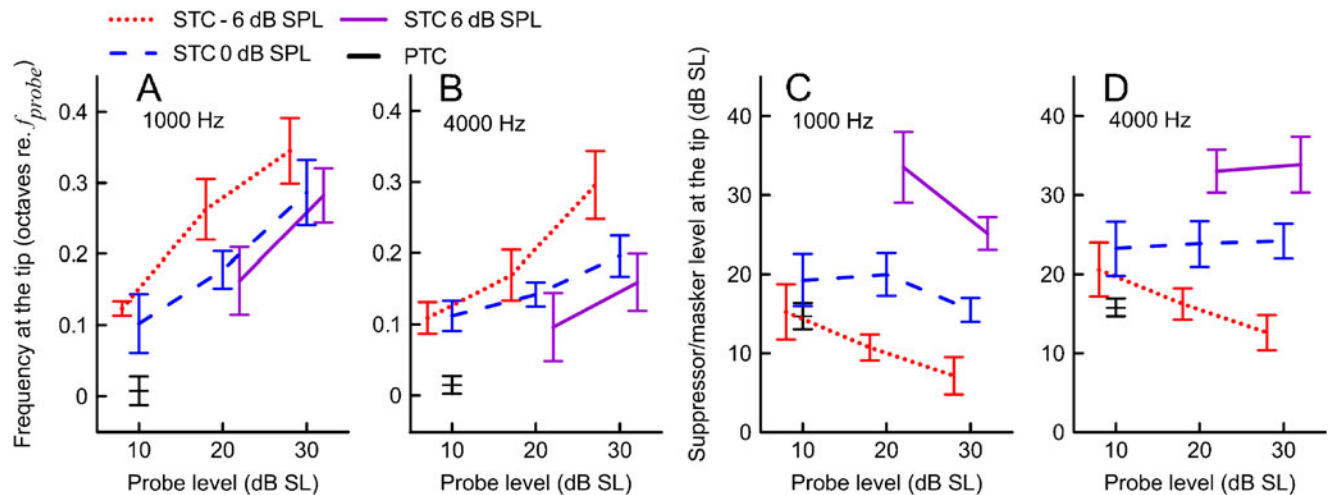 STC - 6 dB SPL
STC 6 dB SPL
STC 0 dB SPL
PTC
Frequency at the tip (octaves re. fprobe)
A
1000 Hz
0.4
0.3
0.2
0.1
0
10 20 30
Probe level (dB SL)
B
4000 Hz
0.4
0.3
0.2
0.1
0
10 20 30
Probe level (dB SL)
Suppressor/masker level at the tip (dB SL)
C
1000 Hz
40
30
20
10
0
10 20 30
Probe level (dB SL)
D
4000 Hz
40
30
20
10
0
10 20 30
Probe level (dB SL)